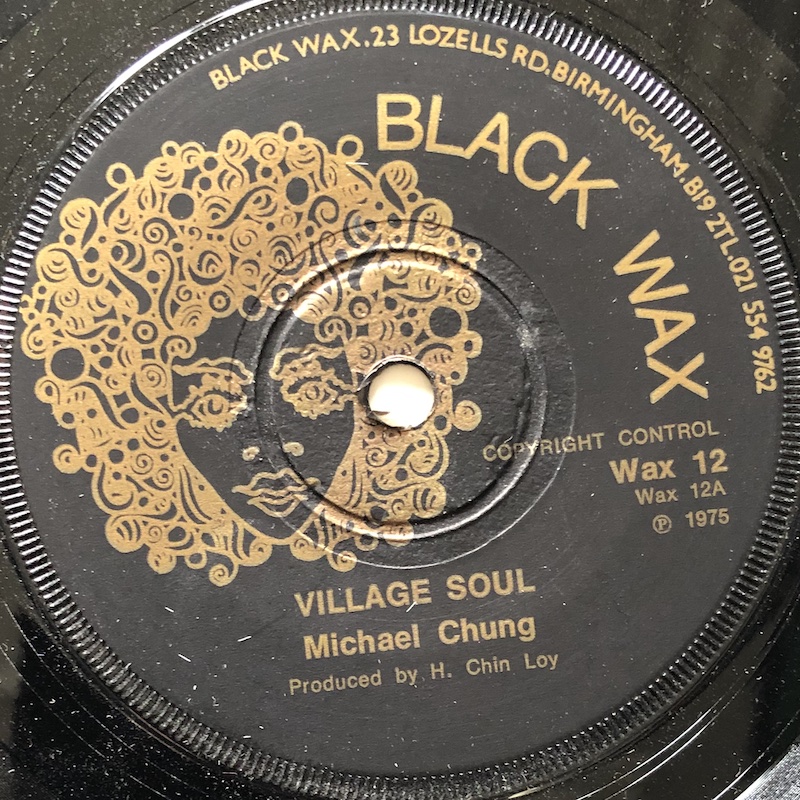 BLACK WAX.23 LOZELLS RD.BIRMINGHAM.B19 2TL.021 554 9762
BLACK WAX
COPYRIGHT CONTROL
Wax 12
Wax 12A
℗ 1975
VILLAGE SOUL
Michael Chung
Produced by H. Chin Loy